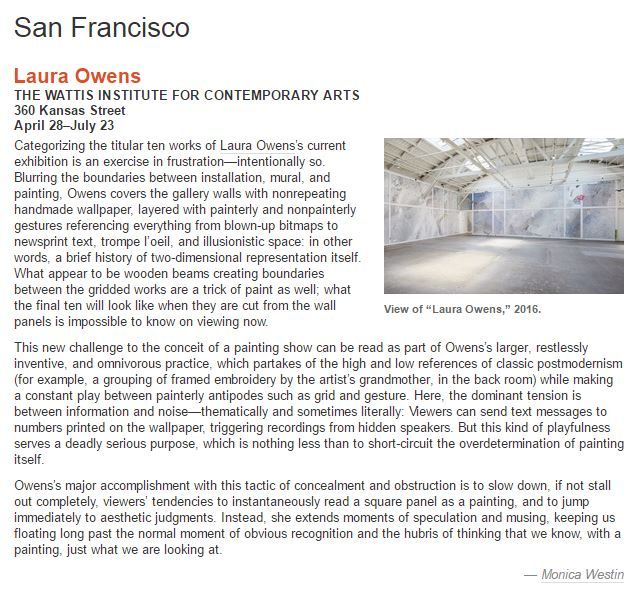 San Francisco
Laura Owens
THE WATTIS INSTITUTE FOR CONTEMPORARY ARTS
360 Kansas Street
April 28–July 23
Categorizing the titular ten works of Laura Owens's current
exhibition is an exercise in frustration—intentionally so.
Blurring the boundaries between installation, mural, and
painting, Owens covers the gallery walls with nonrepeating
handmade wallpaper, layered with painterly and nonpainterly
gestures referencing everything from blown-up bitmaps to
newsprint text, trompe l'oeil, and illusionistic space: in other
words, a brief history of two-dimensional representation itself.
What appear to be wooden beams creating boundaries
between the gridded works are a trick of paint as well; what
the final ten will look like when they are cut from the wall
panels is impossible to know on viewing now.
View of “Laura Owens,” 2016.
This new challenge to the conceit of a painting show can be read as part of Owens's larger, restlessly
inventive, and omnivorous practice, which partakes of the high and low references of classic postmodernism
(for example, a grouping of framed embroidery by the artist's grandmother, in the back room) while making
a constant play between painterly antipodes such as grid and gesture. Here, the dominant tension is
between information and noise—thematically and sometimes literally: Viewers can send text messages to
numbers printed on the wallpaper, triggering recordings from hidden speakers. But this kind of playfulness
serves a deadly serious purpose, which is nothing less than to short-circuit the overdetermination of painting
itself.
Owens's major accomplishment with this tactic of concealment and obstruction is to slow down, if not stall
out completely, viewers' tendencies to instantaneously read a square panel as a painting, and to jump
immediately to aesthetic judgments. Instead, she extends moments of speculation and musing, keeping us
floating long past the normal moment of obvious recognition and the hubris of thinking that we know, with a
painting, just what we are looking at.
— Monica Westin